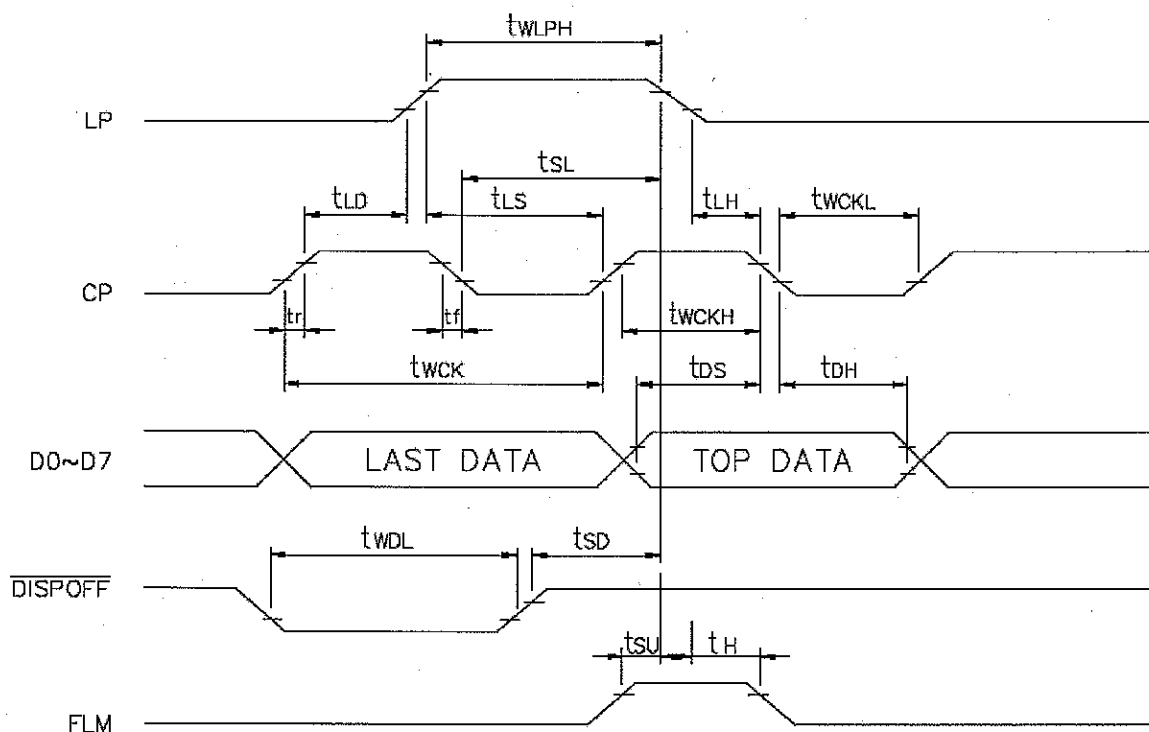 tWLPH
LP
tSL
tLD
tLS
tLH
tWCKL
CP
tr
tf
tWCKH
tWCK
tDS
tDH
D0~D7
LAST DATA
TOP DATA
tWDL
tSD
DISPOFF
tSU
tH
FLM